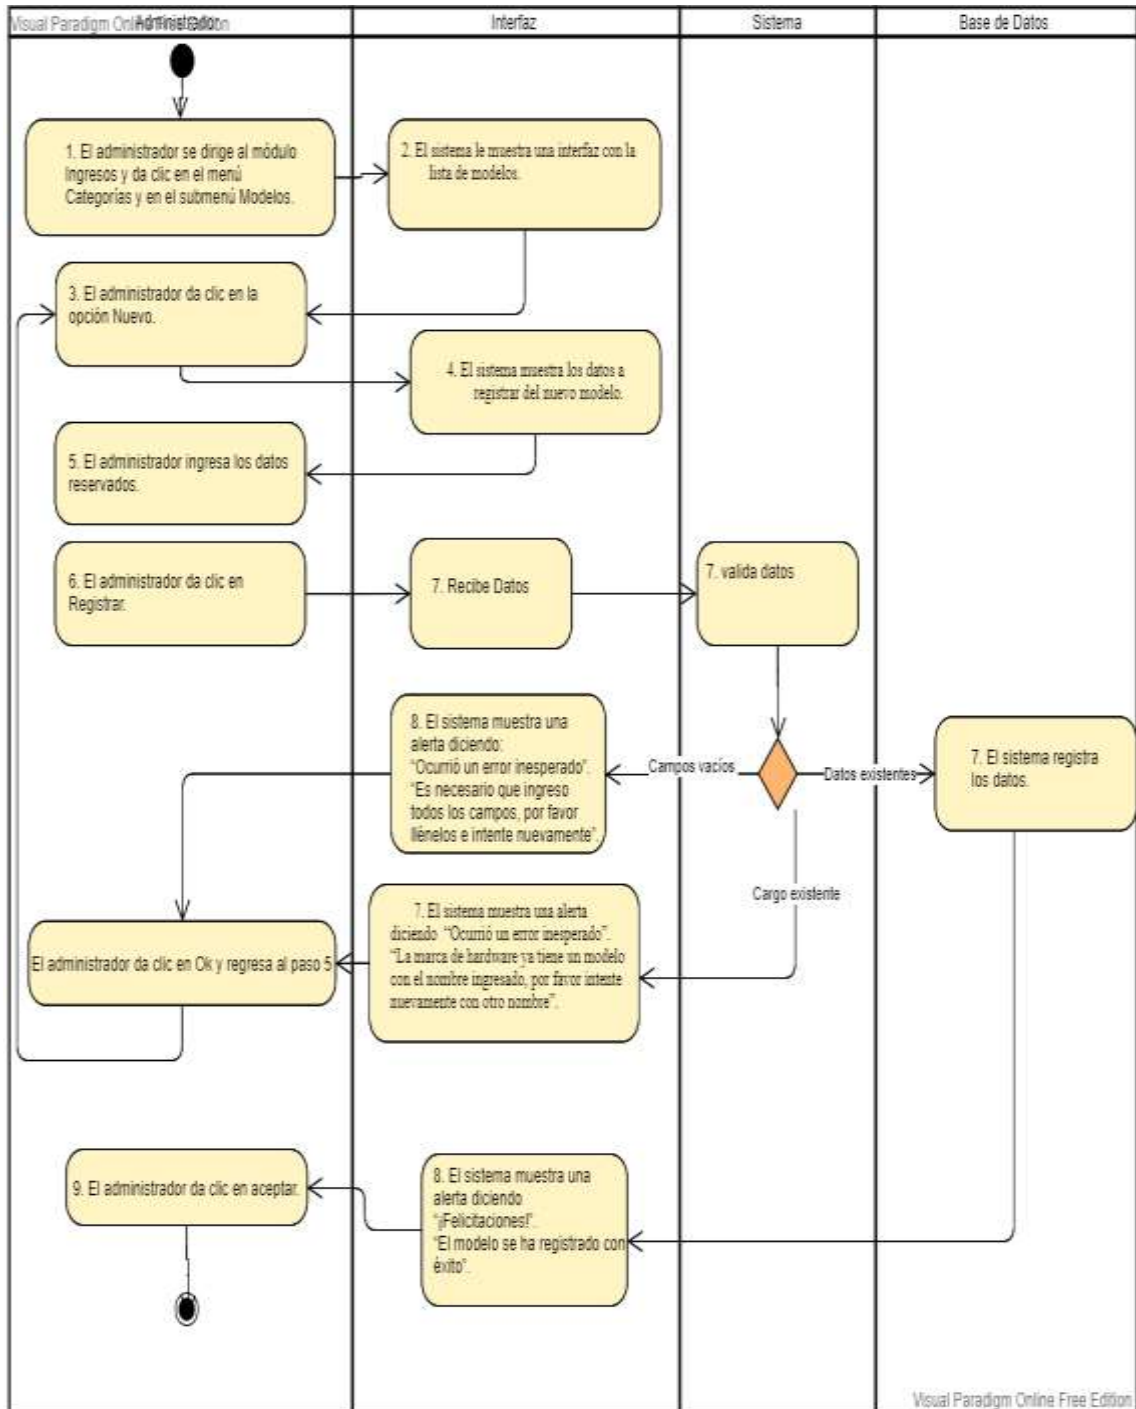 Visual Paradigm Online Free Edition
Administrador
Interfaz
Sistema
Base de Datos
1. El administrador se dirige al módulo
Ingresos y da clic en el menú
Categorías y en el submenú Modelos.
2. El sistema le muestra una interfaz con la
lista de modelos.
3. El administrador da clic en la
opción Nuevo.
4. El sistema muestra los datos a
registrar del nuevo modelo.
5. El administrador ingresa los datos
reservados.
6. El administrador da clic en
Registrar.
7. Recibe Datos
7. valida datos
8. El sistema muestra una
alerta diciendo:
“Ocurrió un error inesperado”.
“Es necesario que ingreso
todos los campos, por favor
llénelos e intente nuevamente”.
Campos vacíos
Datos existentes
7. El sistema registra
los datos.
Cargo existente
7. El sistema muestra una alerta
diciendo “Ocurrió un error inesperado”.
“La marca de hardware ya tiene un modelo
con el nombre ingresado, por favor intente
nuevamente con otro nombre”.
El administrador da clic en Ok y regresa al paso 5
9. El administrador da clic en aceptar.
8. El sistema muestra una
alerta diciendo
“¡Felicitaciones!”.
“El modelo se ha registrado con
éxito”.
Visual Paradigm Online Free Edition